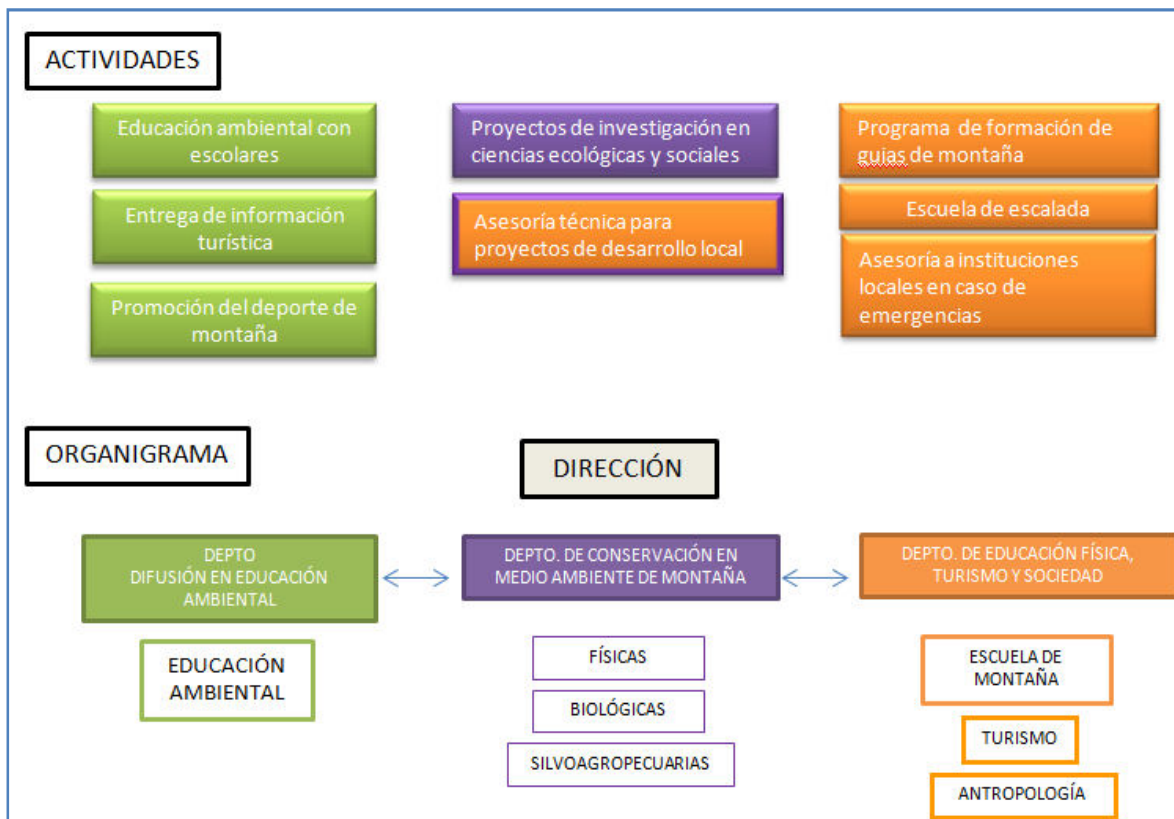 ACTIVIDADES
Educación ambiental con
escolares
Entrega de información
turística
Promoción del deporte de
montaña
Proyectos de investigación en
ciencias ecológicas y sociales
Asesoría técnica para
proyectos de desarrollo local
Programa de formación de
guias de montaña
Escuela de escalada
Asesoría a instituciones
locales en caso de
emergencias
ORGANIGRAMA
DIRECCIÓN
DEPTO
DIFUSIÓN EN EDUCACIÓN
AMBIENTAL
EDUCACIÓN
AMBIENTAL
DEPTO. DE CONSERVACIÓN EN
MEDIO AMBIENTE DE MONTAÑA
FÍSICAS
BIOLÓGICAS
SILVOAGROPECUARIAS
DEPTO. DE EDUCACIÓN FÍSICA,
TURISMO Y SOCIEDAD
ESCUELA DE
MONTAÑA
TURISMO
ANTROPOLOGÍA